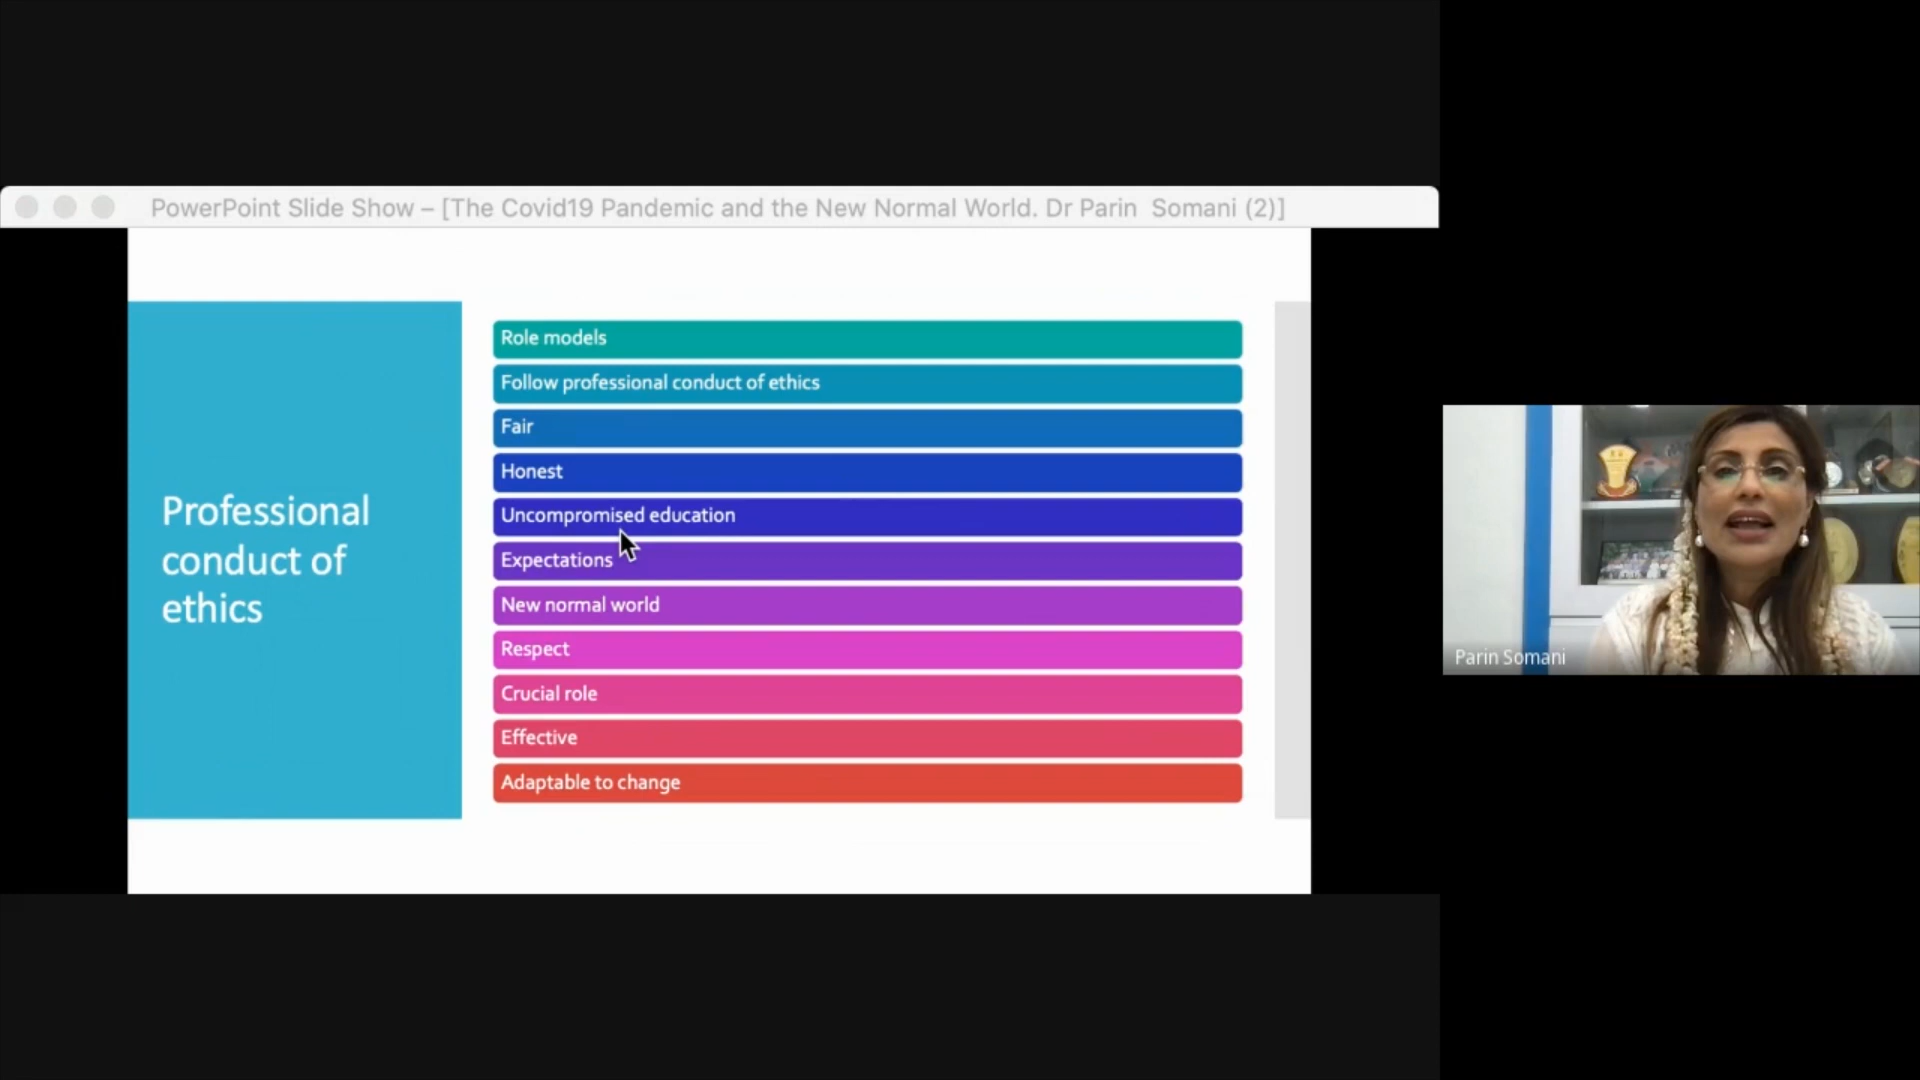 PowerPoint Slide Show – [The Covid19 Pandemic and the New Normal World. Dr Parin  Somani (2)]
Professional
conduct of
ethics
Role models
Follow professional conduct of ethics
Fair
Honest
Uncompromised education
Expectations
New normal world
Respect
Crucial role
Effective
Adaptable to change
Parin Somani